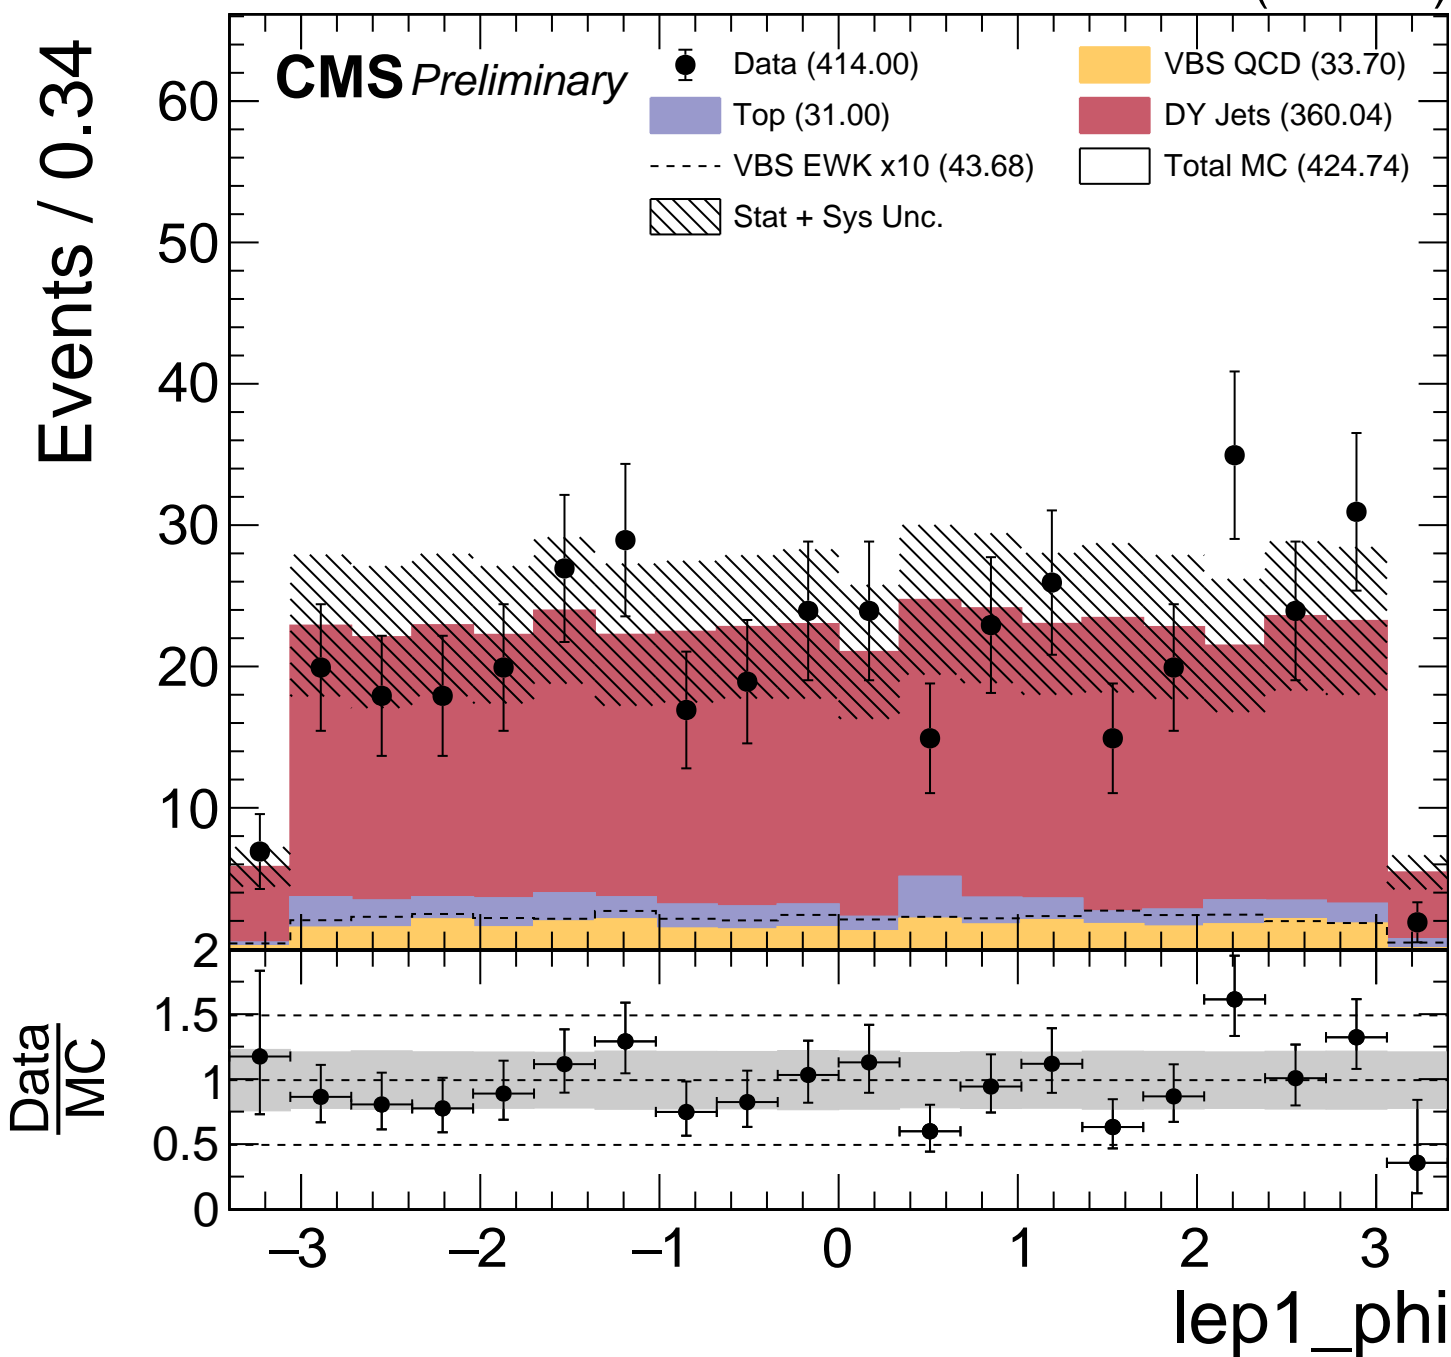 CMS Preliminary
Data (414.00)
VBS QCD (33.70)
Top (31.00)
DY Jets (360.04)
VBS EWK x10 (43.68)
Total MC (424.74)
Stat + Sys Unc.
Events / 0.34
60
50
40
30
20
10
2
1.5
1
0.5
0
Data
MC
–3 –2 –1 0 1 2 3
lep1_phi